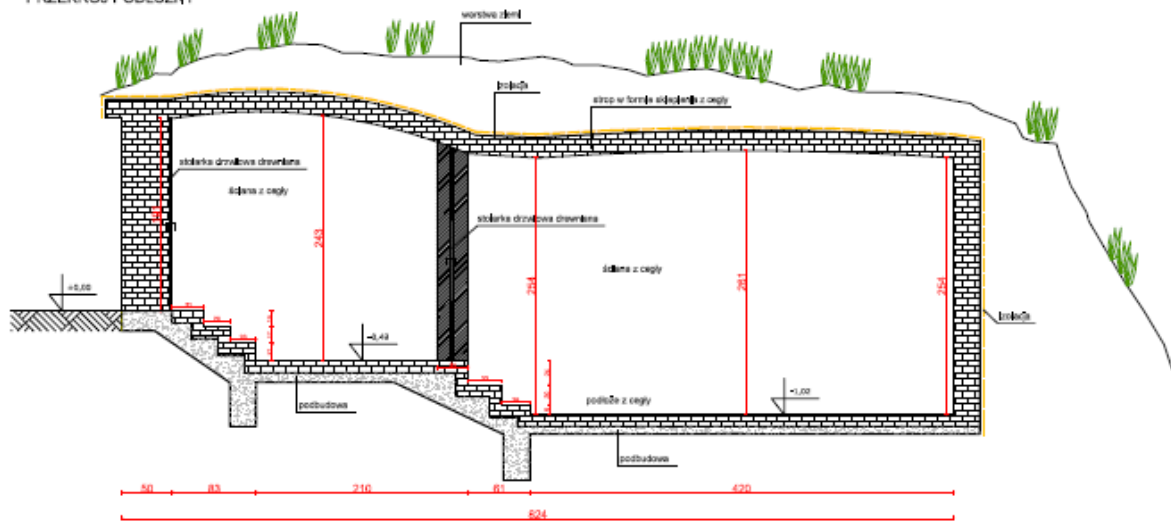 PRZEKRÓJ PODŁUŻNY
warstwa ziemi
izolacja
strop w formie sklepienia z cegły
stolarka drzwiowa drewniana
ściana z cegły
243
stolarka drzwiowa drewniana
254
ściana z cegły
281
254
±0,00
izolacja
-0,49
podłoże z cegły
-1,02
podbudowa
podbudowa
50
83
210
61
420
824